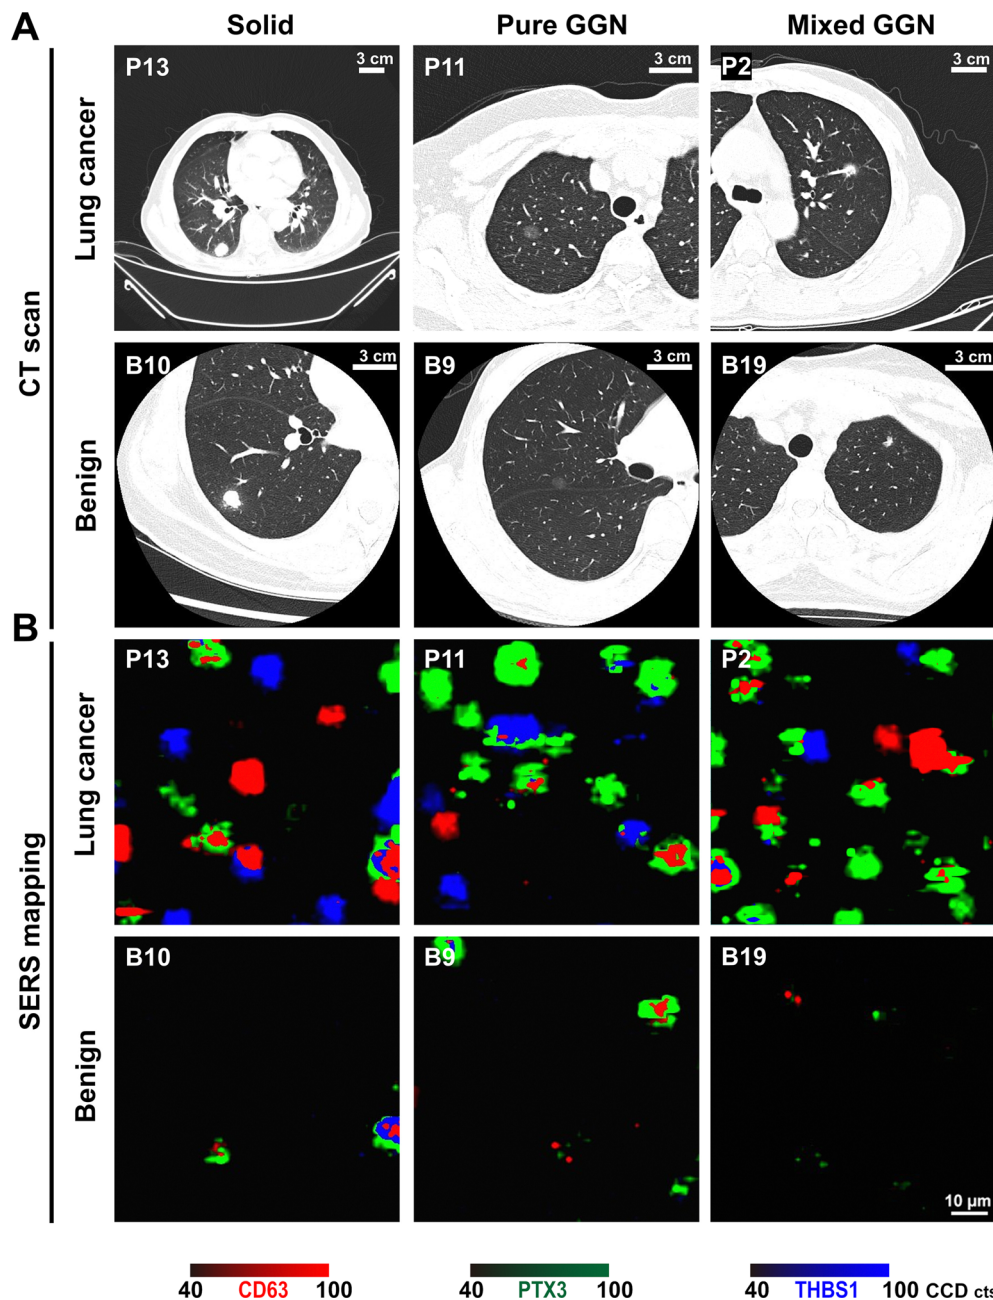 A
Solid Pure GGN Mixed GGN
CT scan
Lung cancer
P13 3 cm P11 3 cm P2 3 cm
Benign
B10 3 cm B9 3 cm B19 3 cm
B
SERS mapping
Lung cancer
P13 P11 P2
Benign
B10 B9 B19
10 μm
40 CD63 100 40 PTX3 100 40 THBS1 100 CCD cts